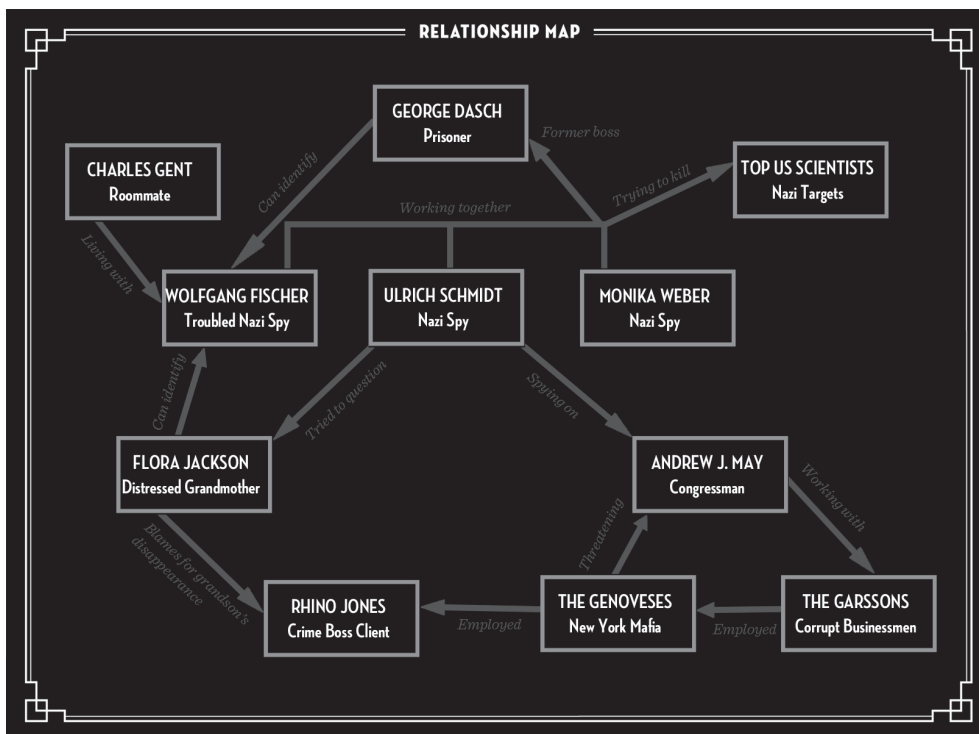 RELATIONSHIP MAP
GEORGE DASCH
Prisoner
Former boss
CHARLES GENT
Roommate
TOP US SCIENTISTS
Nazi Targets
Can identify
Working together
Trying to kill
Living with
WOLFGANG FISCHER
Troubled Nazi Spy
ULRICH SCHMIDT
Nazi Spy
MONIKA WEBER
Nazi Spy
Can identify
Tried to question
Spying on
FLORA JACKSON
Distressed Grandmother
ANDREW J. MAY
Congressman
Working with
Blames for grandson's
disappearance
Threatening
RHINO JONES
Crime Boss Client
Employed
THE GENOVESES
New York Mafia
Employed
THE GARSSONS
Corrupt Businessmen